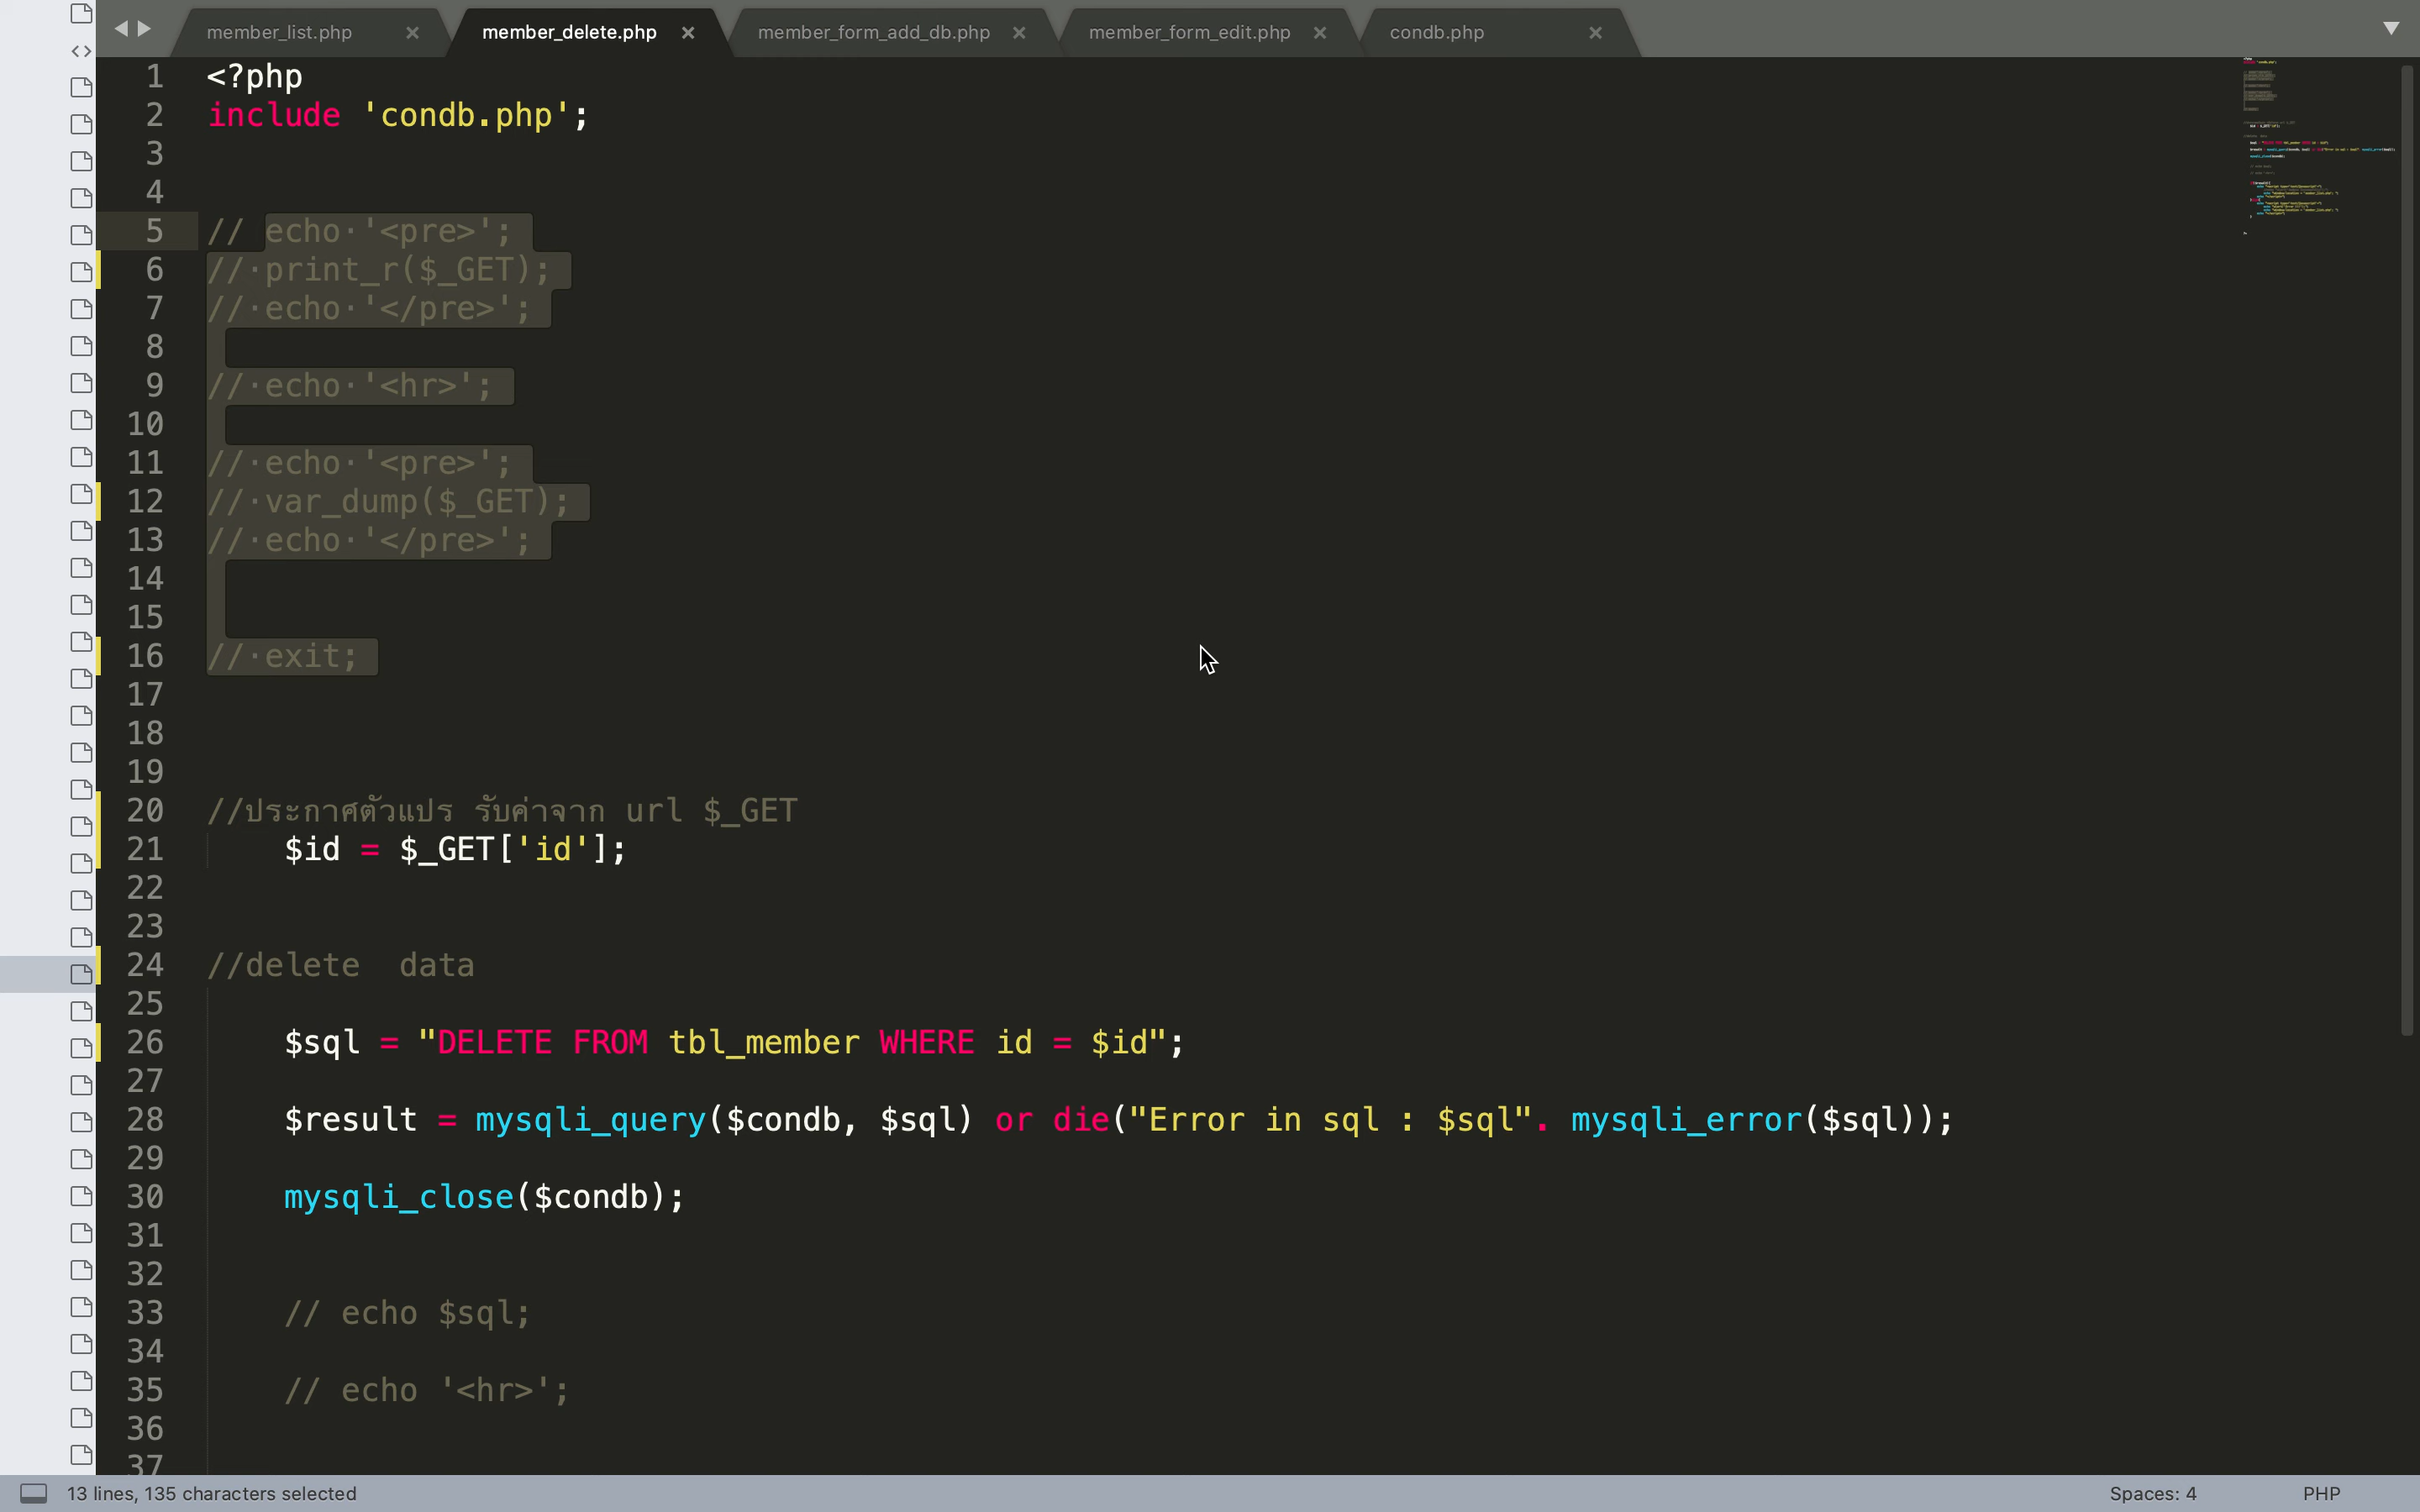 member_list.php × member_delete.php × member_form_add_db.php × member_form_edit.php × condb.php ×
1 <?php
2 include 'condb.php';
3
4
5 // echo '<pre>';
6 // print_r($_GET);
7 // echo '</pre>';
8
9 // echo '<hr>';
10
11 // echo '<pre>';
12 // var_dump($_GET);
13 // echo '</pre>';
14
15
16 // exit;
17
18
19
20 //ประกาศตัวแปร รับค่าจาก url $_GET
21 $id = $_GET['id'];
22
23
24 //delete  data
25
26 $sql = "DELETE FROM tbl_member WHERE id = $id";
27
28 $result = mysqli_query($condb, $sql) or die("Error in sql : $sql". mysqli_error($sql));
29
30 mysqli_close($condb);
31
32
33 // echo $sql;
34
35 // echo '<hr>';
36
37
13 lines, 135 characters selected Spaces: 4 PHP